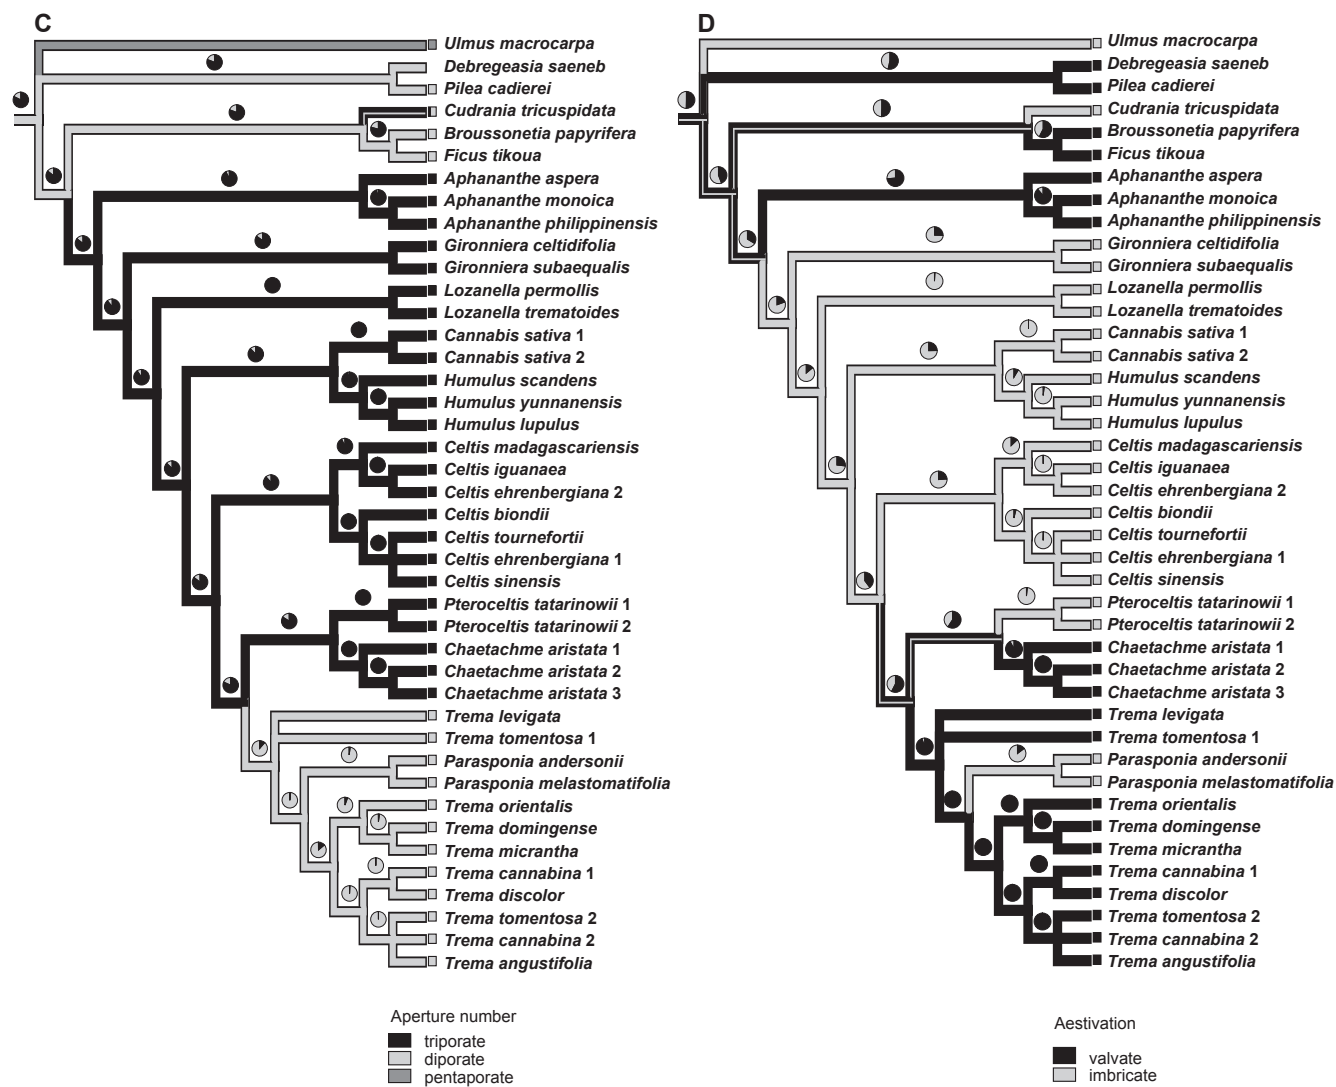 C
Ulmus macrocarpa
Debregeasia saeneb
Pilea cadierei
Cudrania tricuspidata
Broussonetia papyrifera
Ficus tikoua
Aphananthe aspera
Aphananthe monoica
Aphananthe philippinensis
Gironniera celtidifolia
Gironniera subaequalis
Lozanella permollis
Lozanella trematoides
Cannabis sativa 1
Cannabis sativa 2
Humulus scandens
Humulus yunnanensis
Humulus lupulus
Celtis madagascariensis
Celtis iguanaea
Celtis ehrenbergiana 2
Celtis biondii
Celtis tournefortii
Celtis ehrenbergiana 1
Celtis sinensis
Pteroceltis tatarinowii 1
Pteroceltis tatarinowii 2
Chaetachme aristata 1
Chaetachme aristata 2
Chaetachme aristata 3
Trema levigata
Trema tomentosa 1
Parasponia andersonii
Parasponia melastomatifolia
Trema orientalis
Trema domingense
Trema micrantha
Trema cannabina 1
Trema discolor
Trema tomentosa 2
Trema cannabina 2
Trema angustifolia
Aperture number
triporate
diporate
pentaporate
D
Ulmus macrocarpa
Debregeasia saeneb
Pilea cadierei
Cudrania tricuspidata
Broussonetia papyrifera
Ficus tikoua
Aphananthe aspera
Aphananthe monoica
Aphananthe philippinensis
Gironniera celtidifolia
Gironniera subaequalis
Lozanella permollis
Lozanella trematoides
Cannabis sativa 1
Cannabis sativa 2
Humulus scandens
Humulus yunnanensis
Humulus lupulus
Celtis madagascariensis
Celtis iguanaea
Celtis ehrenbergiana 2
Celtis biondii
Celtis tournefortii
Celtis ehrenbergiana 1
Celtis sinensis
Pteroceltis tatarinowii 1
Pteroceltis tatarinowii 2
Chaetachme aristata 1
Chaetachme aristata 2
Chaetachme aristata 3
Trema levigata
Trema tomentosa 1
Parasponia andersonii
Parasponia melastomatifolia
Trema orientalis
Trema domingense
Trema micrantha
Trema cannabina 1
Trema discolor
Trema tomentosa 2
Trema cannabina 2
Trema angustifolia
Aestivation
valvate
imbricate